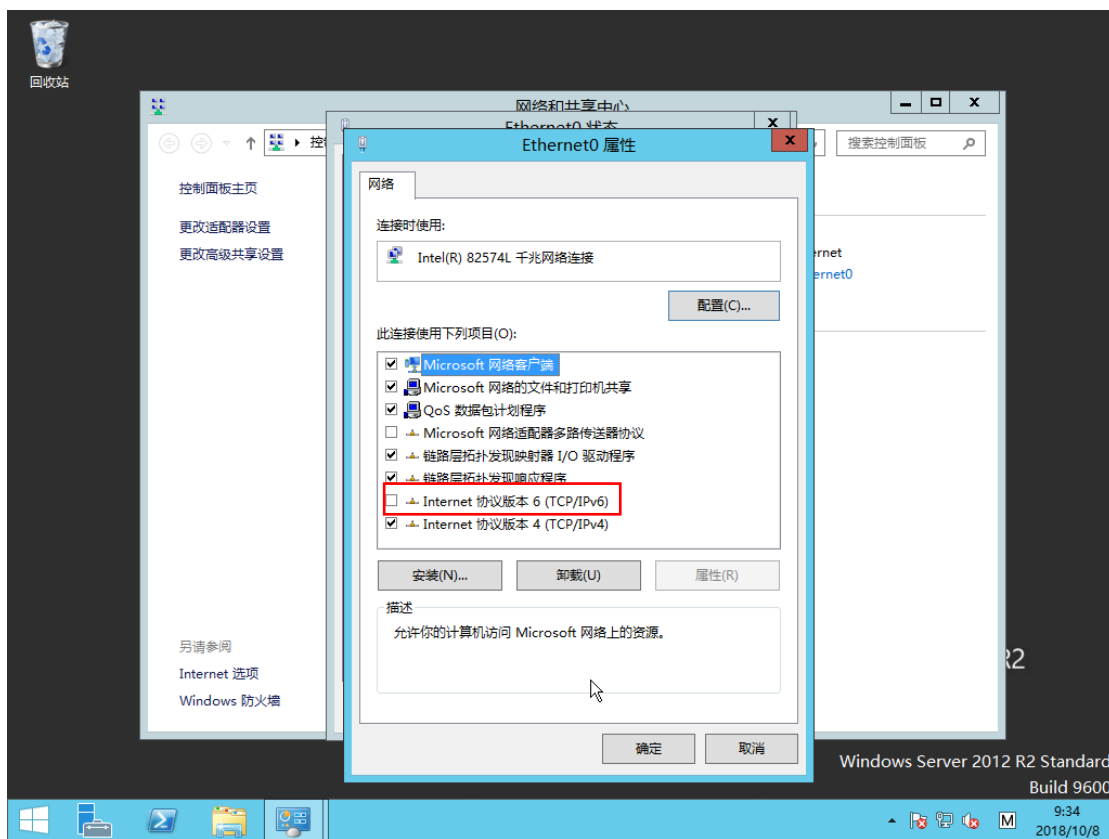 回收站
网络和共享中心
Ethernet0 状态
X
Ethernet0 属性
X
控
搜索控制面板
控制面板主页
更改适配器设置
更改高级共享设置
网络
连接时使用:
Intel(R) 82574L 千兆网络连接
配置(C)...
此连接使用下列项目(O):
Microsoft 网络客户端
Microsoft 网络的文件和打印机共享
QoS 数据包计划程序
Microsoft 网络适配器多路传送器协议
链路层拓扑发现映射器 I/O 驱动程序
链路层拓扑发现响应程序
Internet 协议版本 6 (TCP/IPv6)
Internet 协议版本 4 (TCP/IPv4)
安装(N)...
卸载(U)
属性(R)
描述
允许你的计算机访问 Microsoft 网络上的资源。
确定
取消
ernet
ernet0
另请参阅
Internet 选项
Windows 防火墙
R2
Windows Server 2012 R2 Standard
Build 9600
M
9:34
2018/10/8